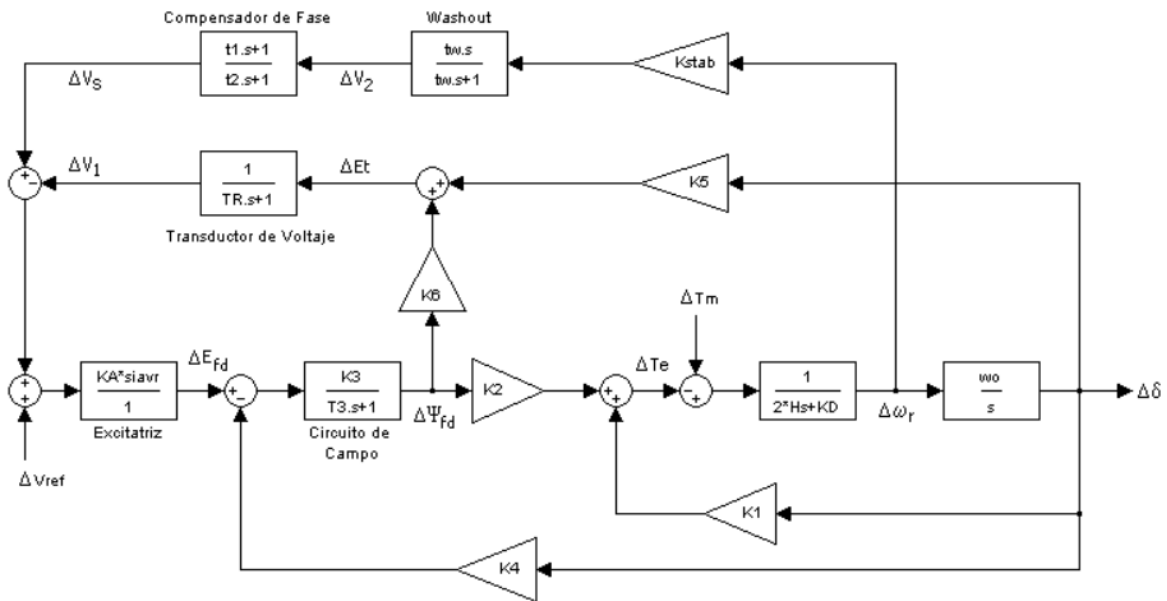 Compensador de Fase
Washout
t1.s+1
t2.s+1
tw.s
tw.s+1
Kstab
ΔVS
ΔV2
ΔV1
1
TR.s+1
ΔEt
K5
Transductor de Voltaje
K6
ΔTm
ΔEfd
ΔTe
KA*siavr
1
K3
T3.s+1
K2
1
2*Hs+KD
wo
s
Δδ
Excitatriz
Circuito de
Campo
ΔΨfd
Δωr
ΔVref
K1
K4